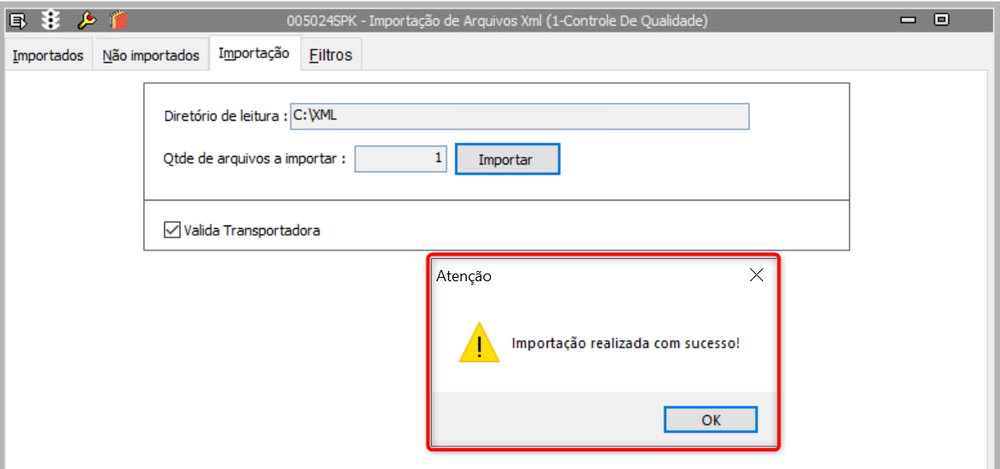 005024SPK - Importação de Arquivos Xml (1-Controle De Qualidade)
Importados Não importados Importação Filtros
Diretório de leitura : C:\XML
Qtde de arquivos a importar : 1 Importar
Valida Transportadora
Atenção
Importação realizada com sucesso!
OK